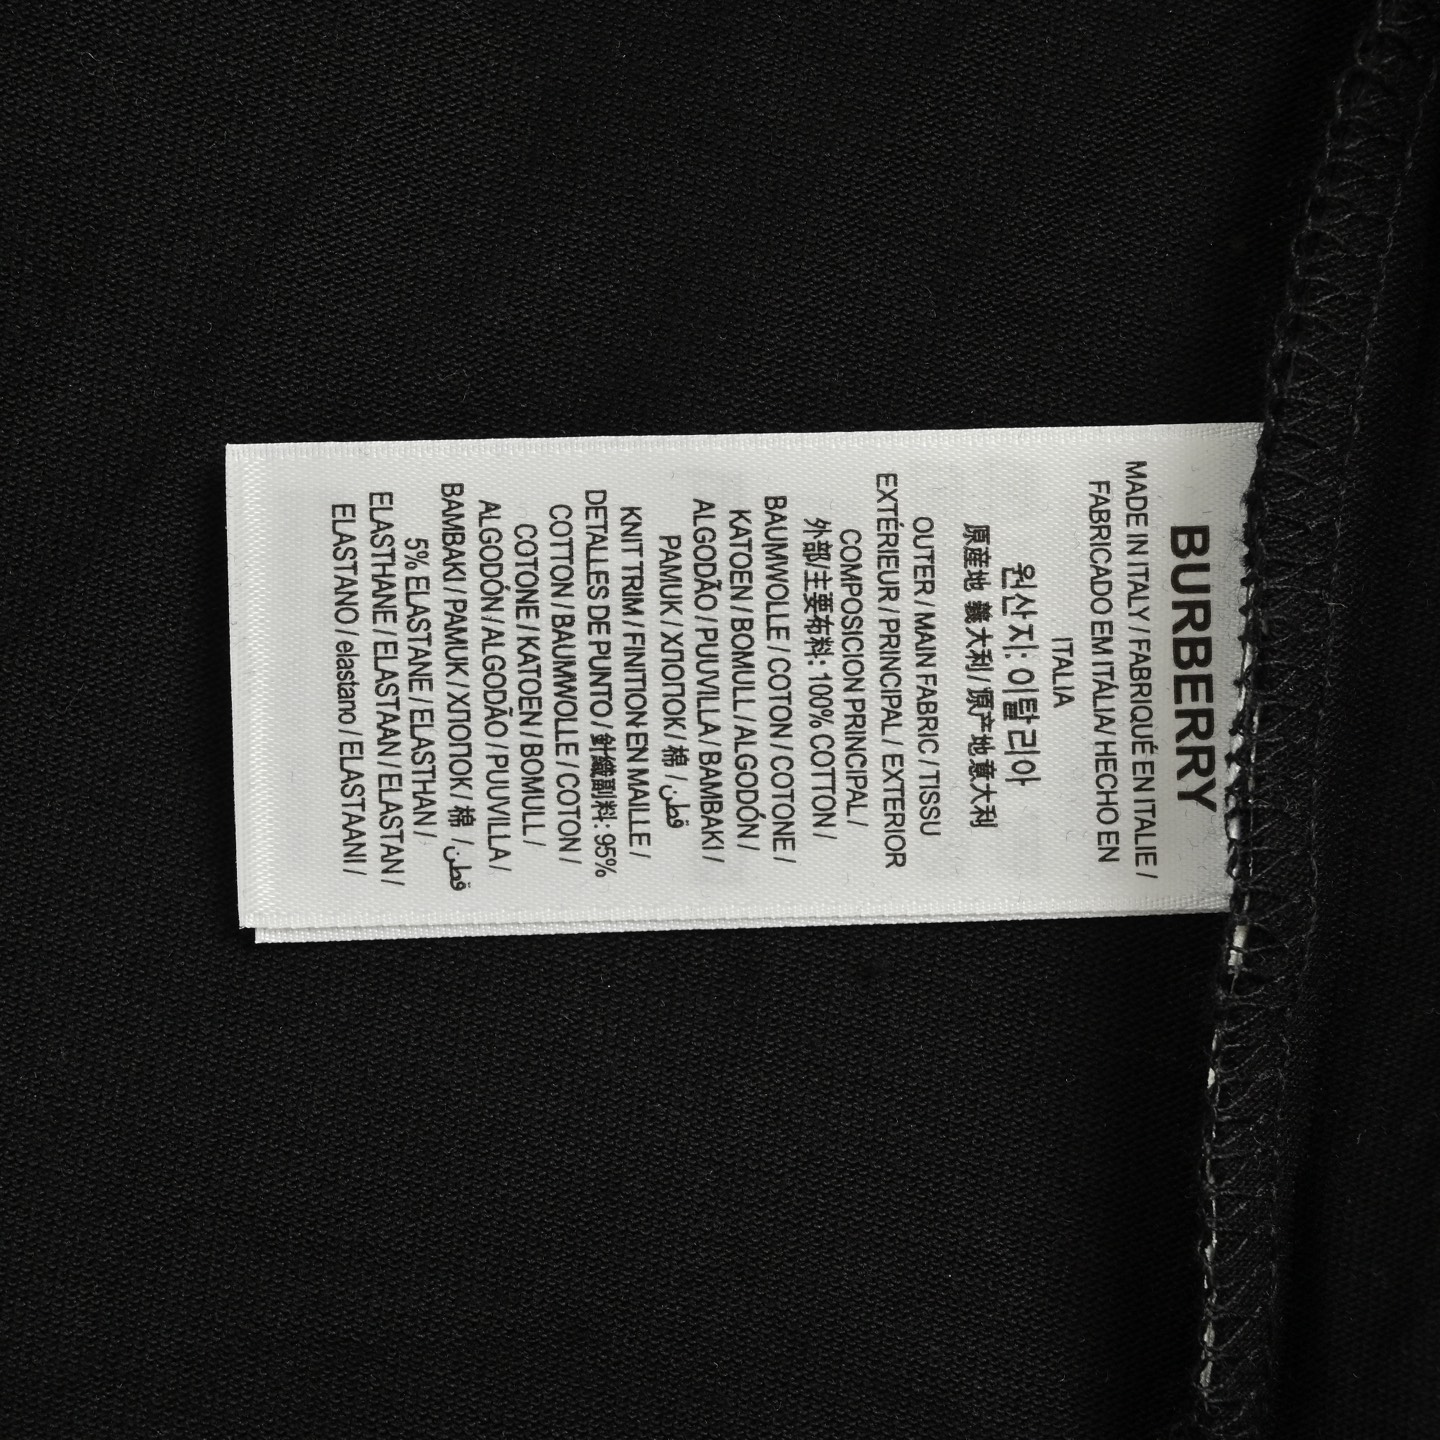 BURBERRY
MADE IN ITALY / FABRIQUÉ EN ITALIE /
FABRICADO EM ITÁLIA / HECHO EN
ITALIA
원산지: 이탈리아
原產地 義大利 / 原产地 意大利
OUTER / MAIN FABRIC / TISSU
EXTÉRIEUR / PRINCIPAL / EXTERIOR
COMPOSICION PRINCIPAL /
外部/主要布料: 100% COTTON /
BAUMWOLLE / COTON / COTONE /
KATOEN / BOMULL / ALGODÓN /
ALGODÃO / PUUVILLA / BAMBAKI /
PAMUK / ХЛОПОК / 棉 / قطن
KNIT TRIM / FINITION EN MAILLE /
DETALLES DE PUNTO / 針織副料: 95%
COTTON / BAUMWOLLE / COTON /
COTONE / KATOEN / BOMULL /
ALGODÓN / ALGODÃO / PUUVILLA /
BAMBAKI / PAMUK / ХЛОПОК / 棉 / قطن
5% ELASTANE / ELASTHAN /
ELASTHANE / ELASTAAN / ELASTAN /
ELASTANO / elastano / ELASTAANI /